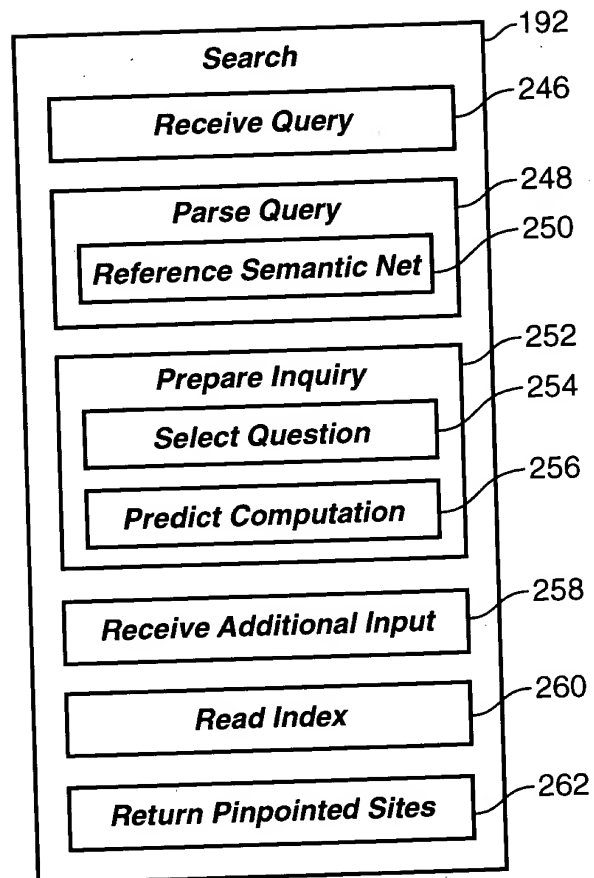 Search
192
Receive Query
246
Parse Query
248
Reference Semantic Net
250
Prepare Inquiry
252
Select Question
254
Predict Computation
256
Receive Additional Input
258
Read Index
260
Return Pinpointed Sites
262